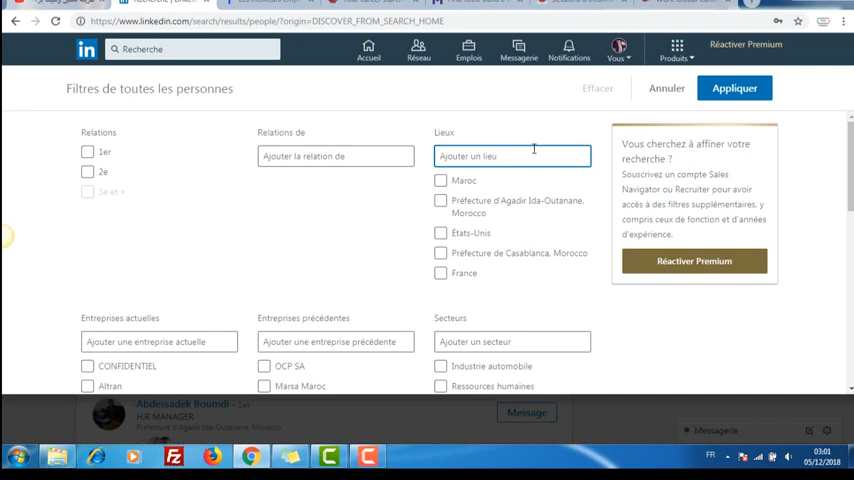 https://www.linkedin.com/search/results/people/?origin=DISCOVER_FROM_SEARCH_HOME
in
Recherche
Accueil
Réseau
Emplois
Messagerie
Notifications
Vous
Produits
Réactiver Premium
Filtres de toutes les personnes
Effacer
Annuler
Appliquer
Relations
1er
2e
3e et +
Relations de
Ajouter la relation de
Lieux
Ajouter un lieu
Maroc
Préfecture d'Agadir Ida-Outanane,
Morocco
États-Unis
Préfecture de Casablanca, Morocco
France
Vous cherchez à affiner votre
recherche ?
Souscrivez un compte Sales
Navigator ou Recruiter pour avoir
accès à des filtres supplémentaires, y
compris ceux de fonction et d'années
d'expérience.
Réactiver Premium
Entreprises actuelles
Ajouter une entreprise actuelle
CONFIDENTIEL
Altran
Entreprises précédentes
Ajouter une entreprise précédente
OCP SA
Marsa Maroc
Secteurs
Ajouter un secteur
Industrie automobile
Ressources humaines
Abdessadek Boumdi • 1er
H.R MANAGER
Préfecture d'Agadir Ida-Outanane, Morocco
Message
Messagerie
FR
03:01
05/12/2018